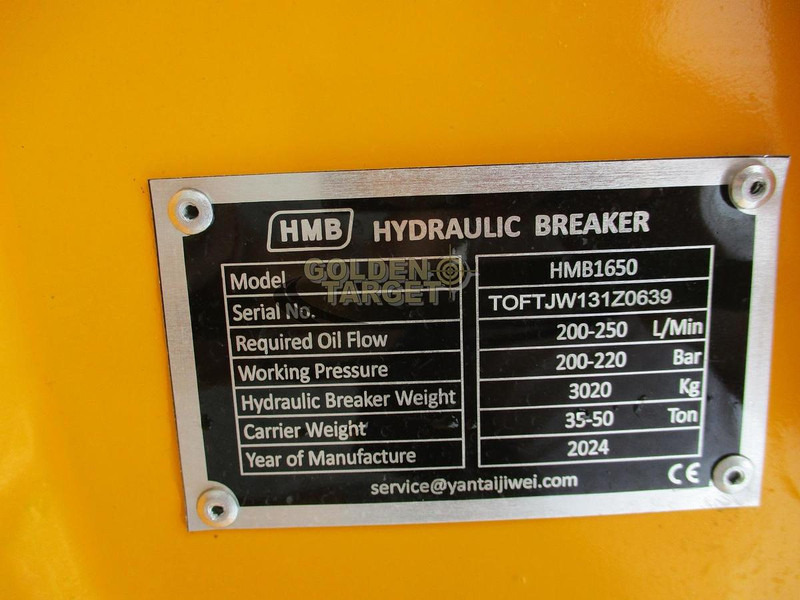 HMB HYDRAULIC BREAKER
Model HMB1650
Serial No. TOFTJW131Z0639
Required Oil Flow 200-250 L/Min
Working Pressure 200-220 Bar
Hydraulic Breaker Weight 3020 Kg
Carrier Weight 35-50 Ton
Year of Manufacture 2024
service@yantaijiwei.com CE
GOLDEN
TARGET